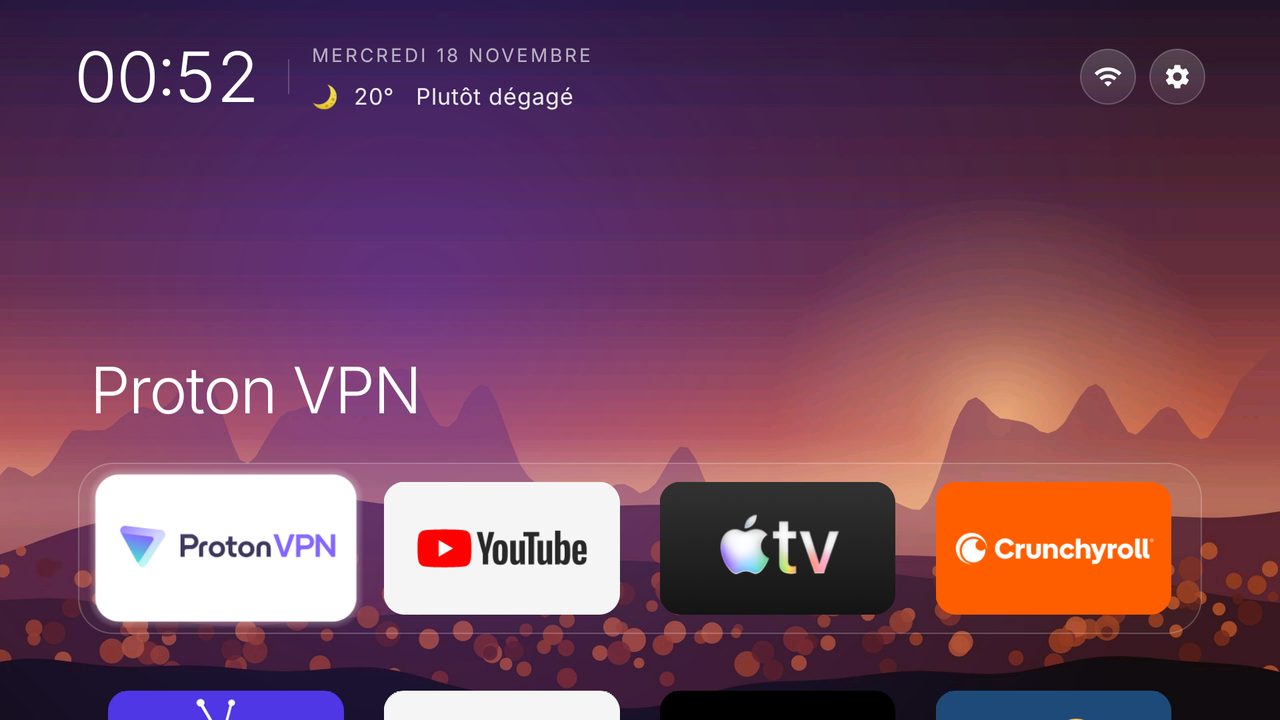 00:52
MERCREDI 18 NOVEMBRE
20° Plutôt dégagé
Proton VPN
ProtonVPN
YouTube
tv
Crunchyroll